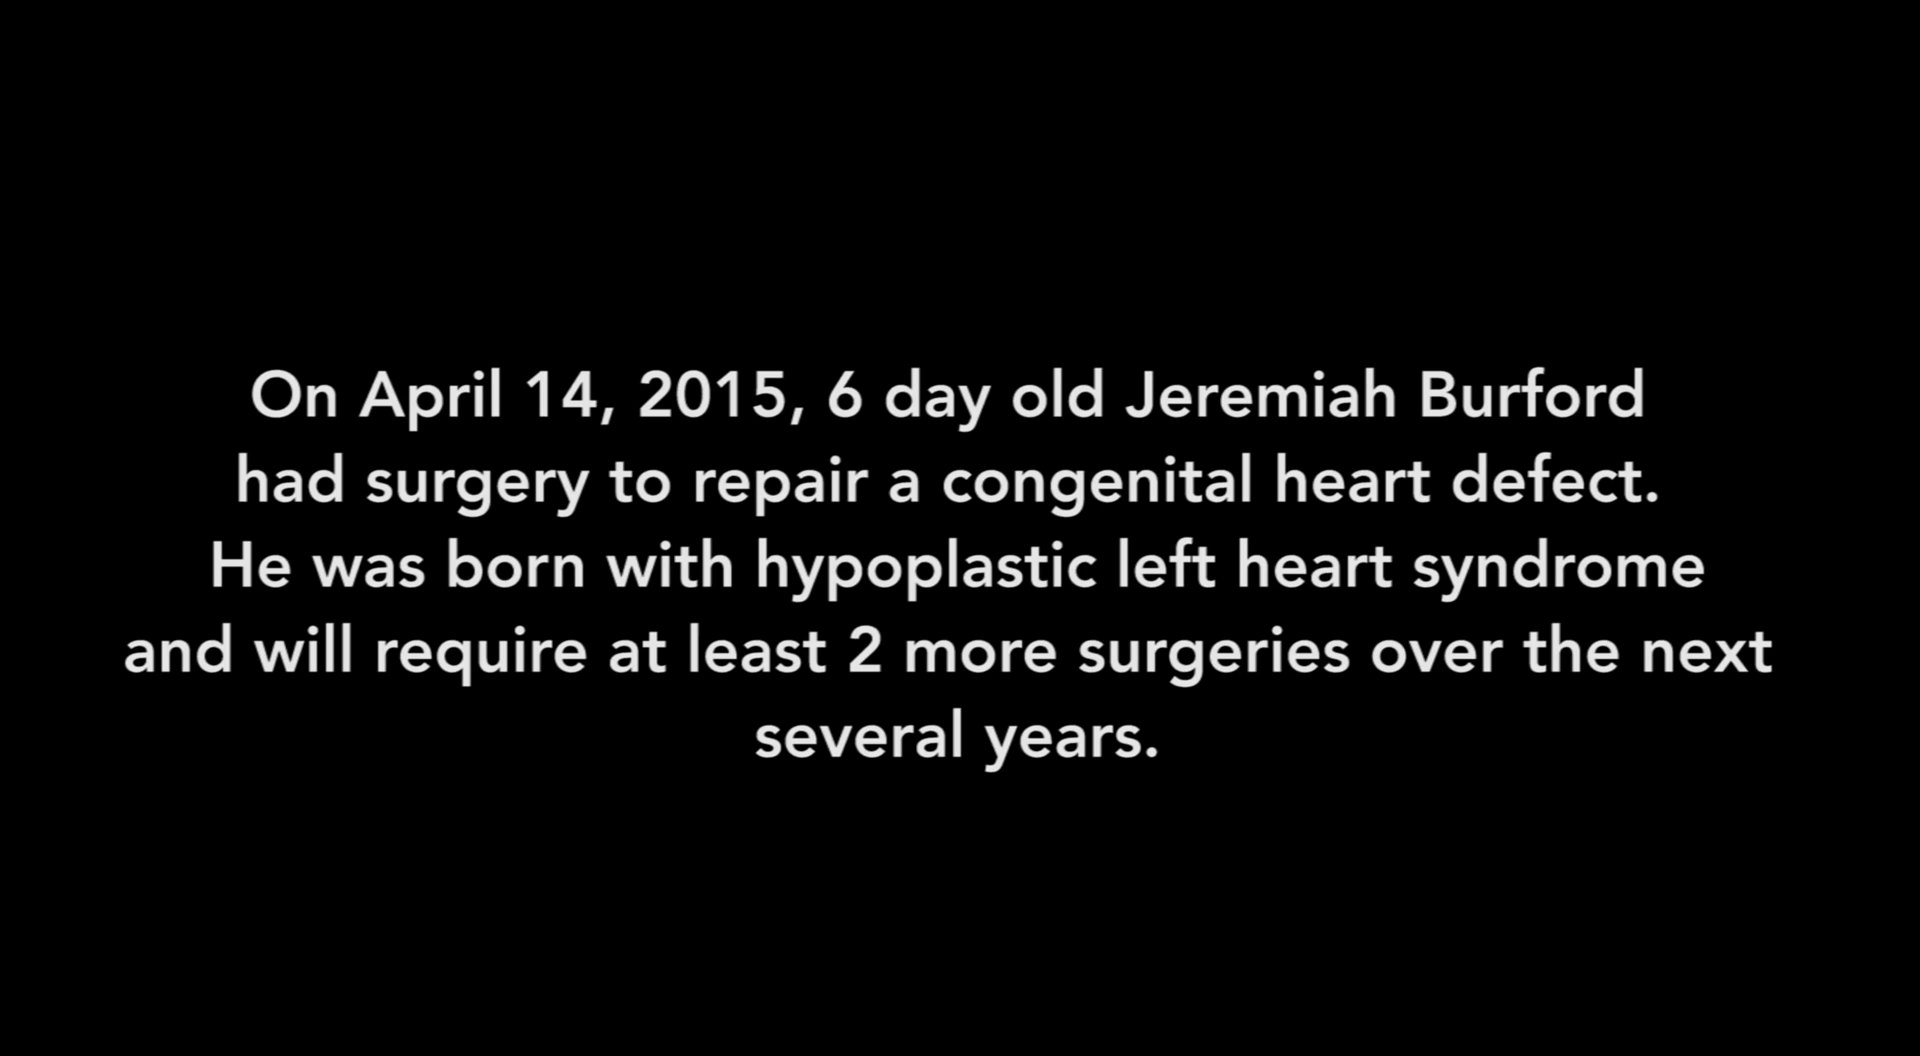 On April 14, 2015, 6 day old Jeremiah Burford
had surgery to repair a congenital heart defect.
He was born with hypoplastic left heart syndrome
and will require at least 2 more surgeries over the next
several years.